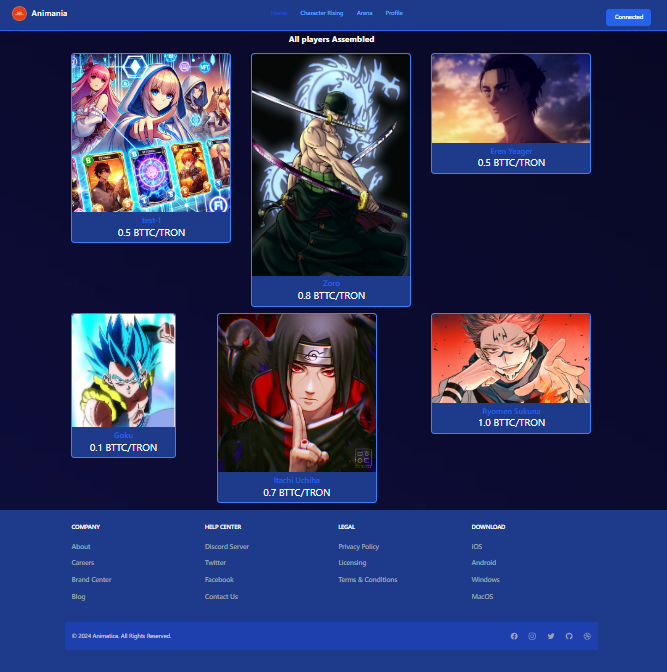 Animania
Home Character Rising Arena Profile
Connected
All players Assembled
test-1
0.5 BTTC/TRON
Zoro
0.8 BTTC/TRON
Eren Yeager
0.5 BTTC/TRON
Goku
0.1 BTTC/TRON
Itachi Uchiha
0.7 BTTC/TRON
Ryomen Sukuna
1.0 BTTC/TRON
COMPANY
About
Careers
Brand Center
Blog
HELP CENTER
Discord Server
Twitter
Facebook
Contact Us
LEGAL
Privacy Policy
Licensing
Terms & Conditions
DOWNLOAD
iOS
Android
Windows
MacOS
© 2024 Animatica. All Rights Reserved.